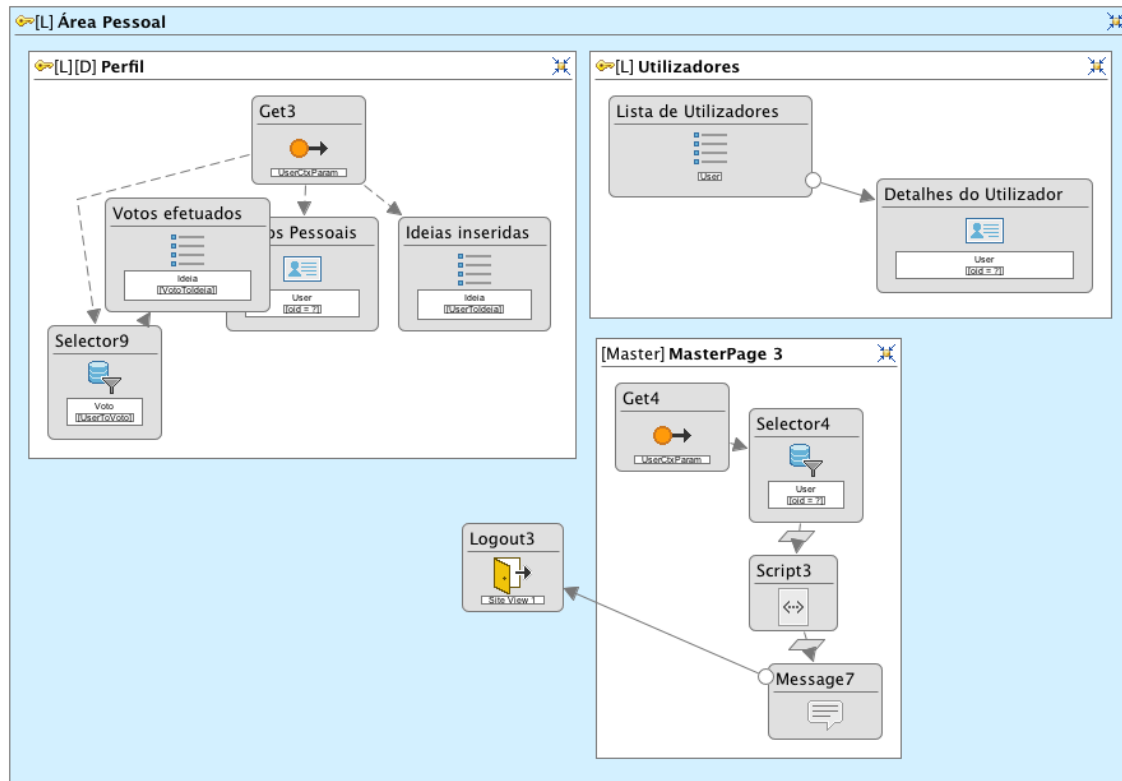 [L] Área Pessoal
[L][D] Perfil
Get3
UserCtxParam
Votos efetuados
Ideia
[VotoToIdeia]
os Pessoais
User
[oid = ?]
Ideias inseridas
Ideia
[UserToIdeia]
Selector9
Voto
[UserToVoto]
[L] Utilizadores
Lista de Utilizadores
User
Detalhes do Utilizador
User
[oid = ?]
[Master] MasterPage 3
Get4
UserCtxParam
Selector4
User
[oid = ?]
Script3
Message7
Logout3
Site View 1